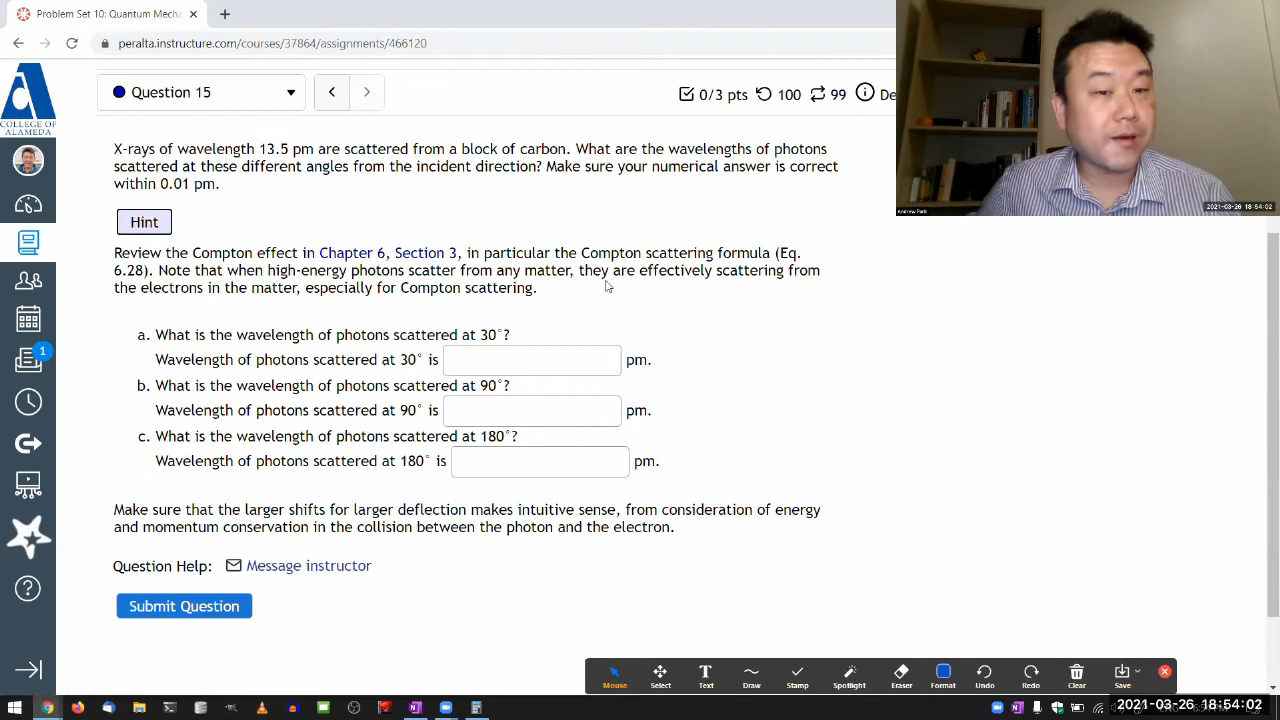 Problem Set 10: Quantum Mecha
peralta.instructure.com/courses/37864/assignments/466120
COLLEGE OF
ALAMEDA
Question 15
0/3 pts 100 99 De
X-rays of wavelength 13.5 pm are scattered from a block of carbon. What are the wavelengths of photons
scattered at these different angles from the incident direction? Make sure your numerical answer is correct
within 0.01 pm.
Hint
Review the Compton effect in Chapter 6, Section 3, in particular the Compton scattering formula (Eq.
6.28). Note that when high-energy photons scatter from any matter, they are effectively scattering from
the electrons in the matter, especially for Compton scattering.
a. What is the wavelength of photons scattered at 30°?
Wavelength of photons scattered at 30° is pm.
b. What is the wavelength of photons scattered at 90°?
Wavelength of photons scattered at 90° is pm.
c. What is the wavelength of photons scattered at 180°?
Wavelength of photons scattered at 180° is pm.
Make sure that the larger shifts for larger deflection makes intuitive sense, from consideration of energy
and momentum conservation in the collision between the photon and the electron.
Question Help: Message instructor
Submit Question
1
Andrew Park
2021-03-26 18:54:02
Mouse Select Text Draw Stamp Spotlight Eraser Format Undo Redo Clear Save
2021-03-26 18:54:02